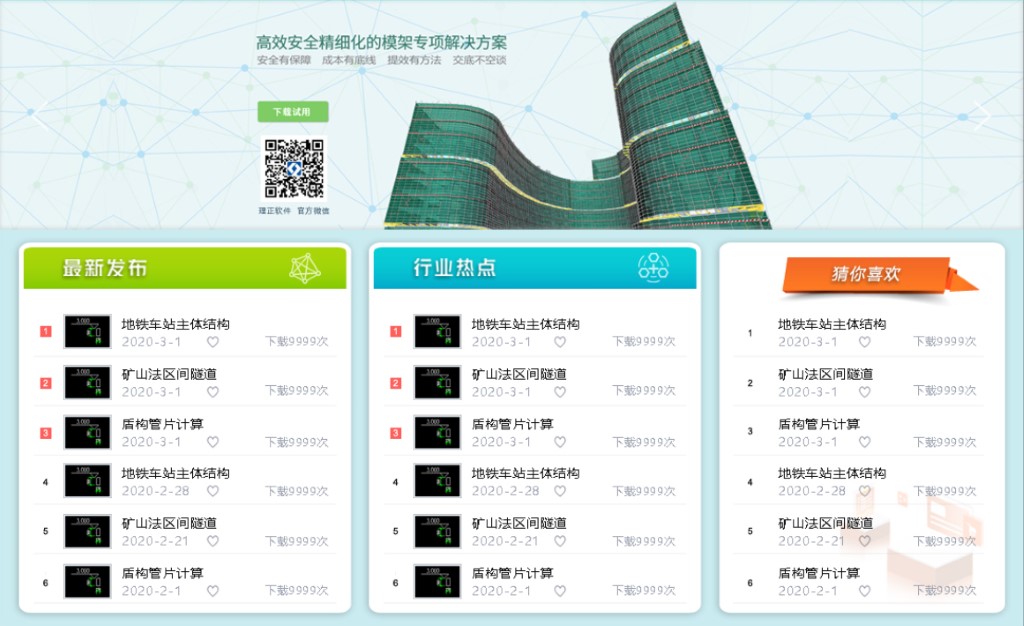 高效安全精细化的模架专项解决方案
安全有保障 成本有底线 提效有方法 交底不空谈
下载试用
理正软件 官方微信
最新发布
1
地铁车站主体结构
2020-3-1 下载9999次
2
矿山法区间隧道
2020-3-1 下载9999次
3
盾构管片计算
2020-3-1 下载9999次
4
地铁车站主体结构
2020-2-28 下载9999次
5
矿山法区间隧道
2020-2-21 下载9999次
6
盾构管片计算
2020-2-1 下载9999次
行业热点
1
地铁车站主体结构
2020-3-1 下载9999次
2
矿山法区间隧道
2020-3-1 下载9999次
3
盾构管片计算
2020-3-1 下载9999次
4
地铁车站主体结构
2020-2-28 下载9999次
5
矿山法区间隧道
2020-2-21 下载9999次
6
盾构管片计算
2020-2-1 下载9999次
猜你喜欢
1
地铁车站主体结构
2020-3-1 下载9999次
2
矿山法区间隧道
2020-3-1 下载9999次
3
盾构管片计算
2020-3-1 下载9999次
4
地铁车站主体结构
2020-2-28 下载9999次
5
矿山法区间隧道
2020-2-21 下载9999次
6
盾构管片计算
2020-2-1 下载9999次